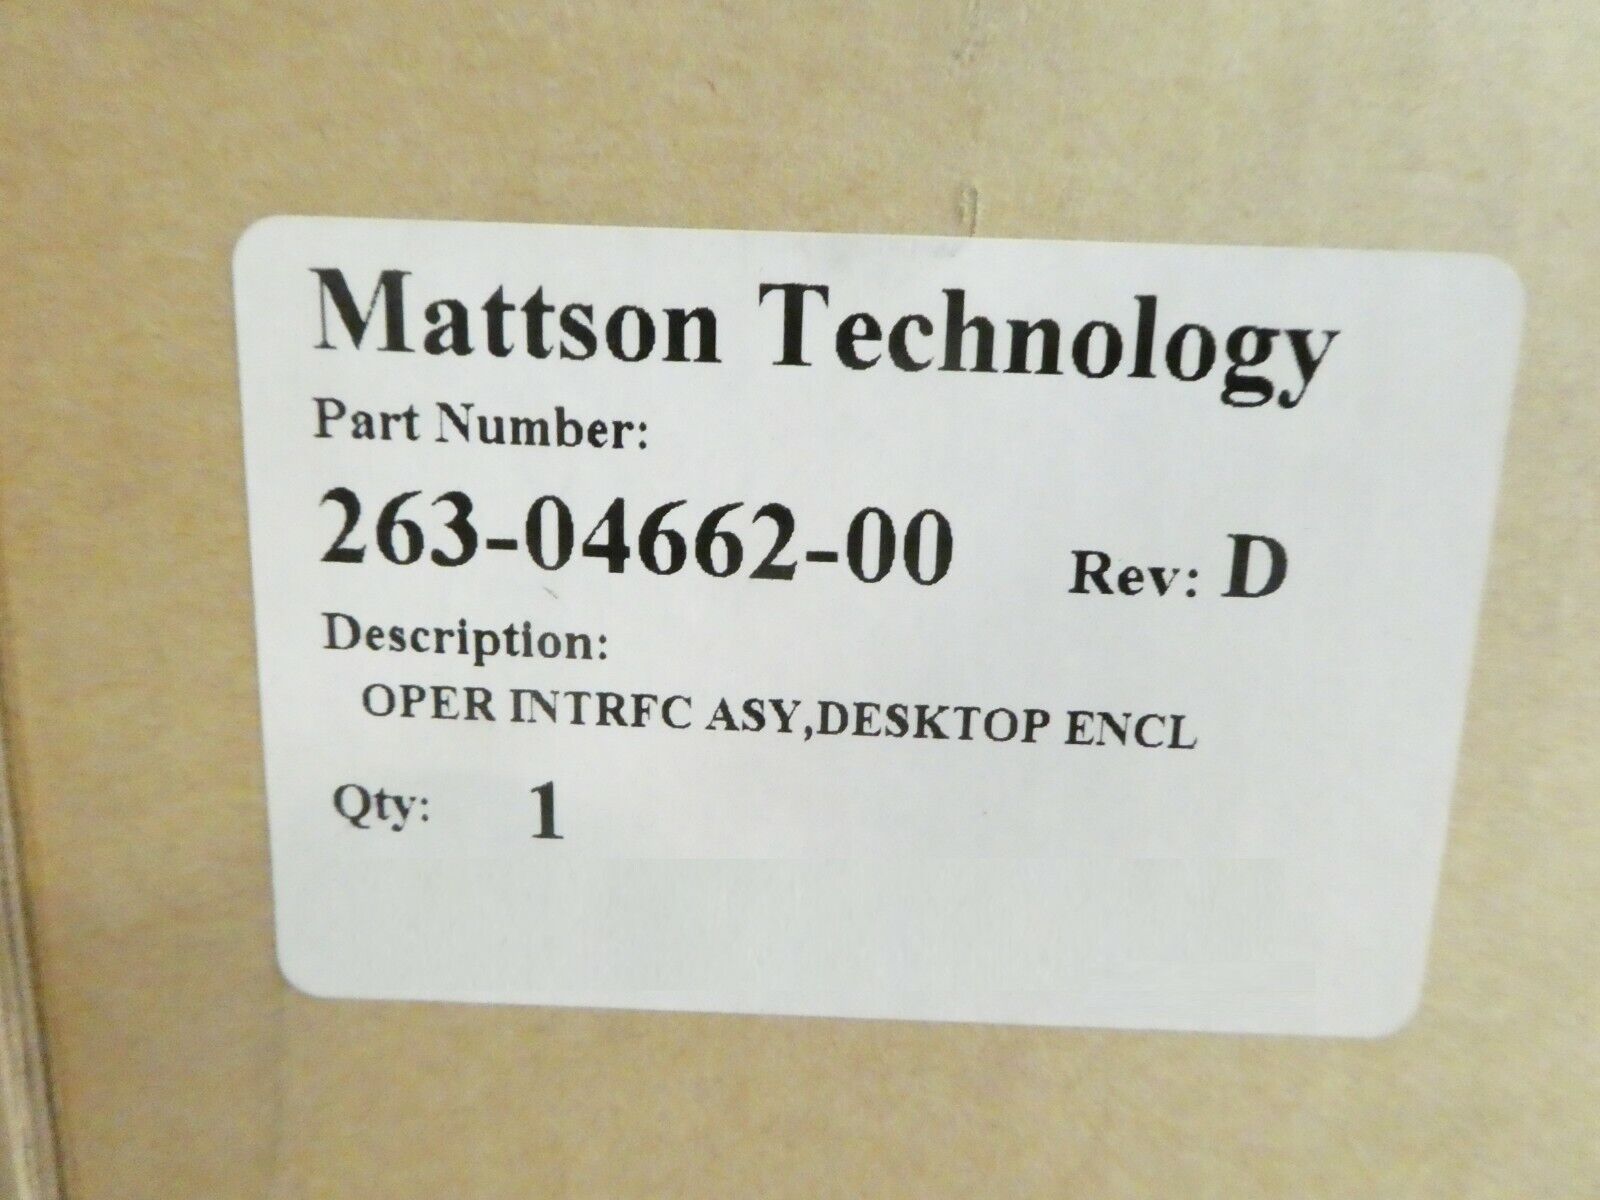 Mattson Technology
Part Number:
263-04662-00 Rev: D
Description:
OPER INTRFC ASY,DESKTOP ENCL
Qty: 1